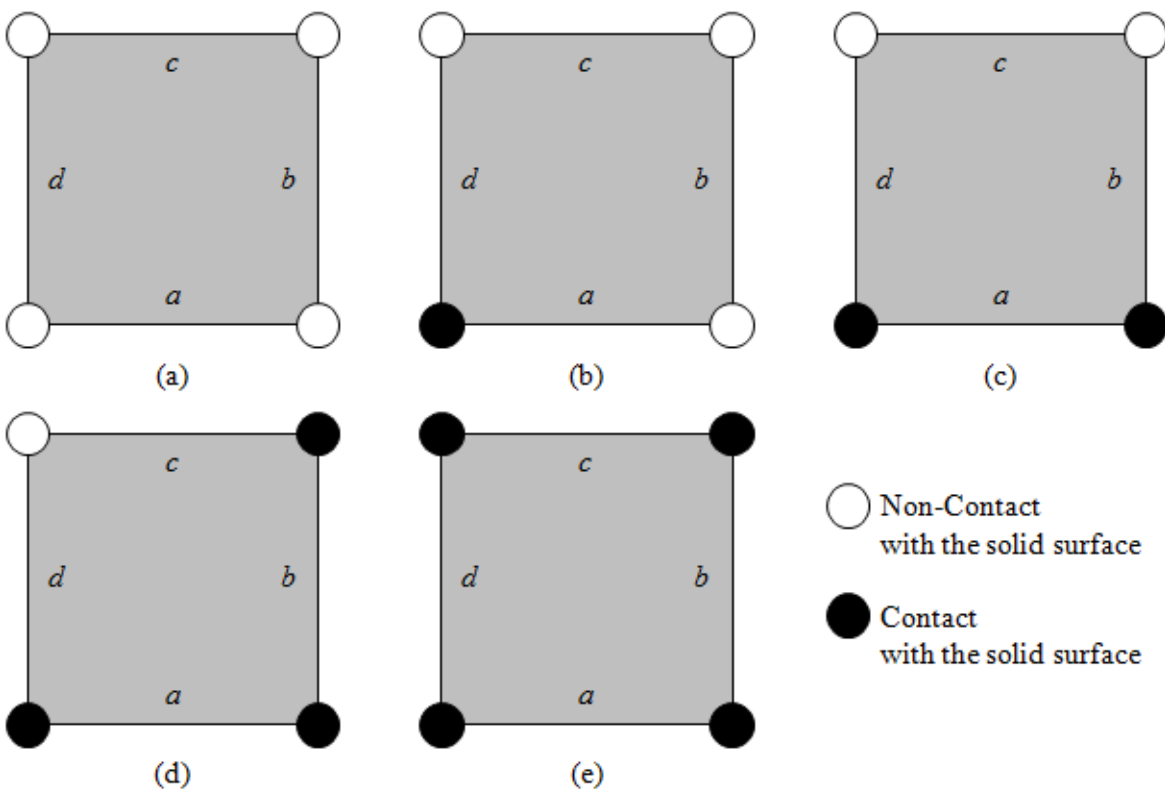 c
c
c
d
b
d
b
d
b
a
a
a
(a)
(b)
(c)
c
c
d
b
d
b
a
a
(d)
(e)
Non-Contact
with the solid surface
Contact
with the solid surface